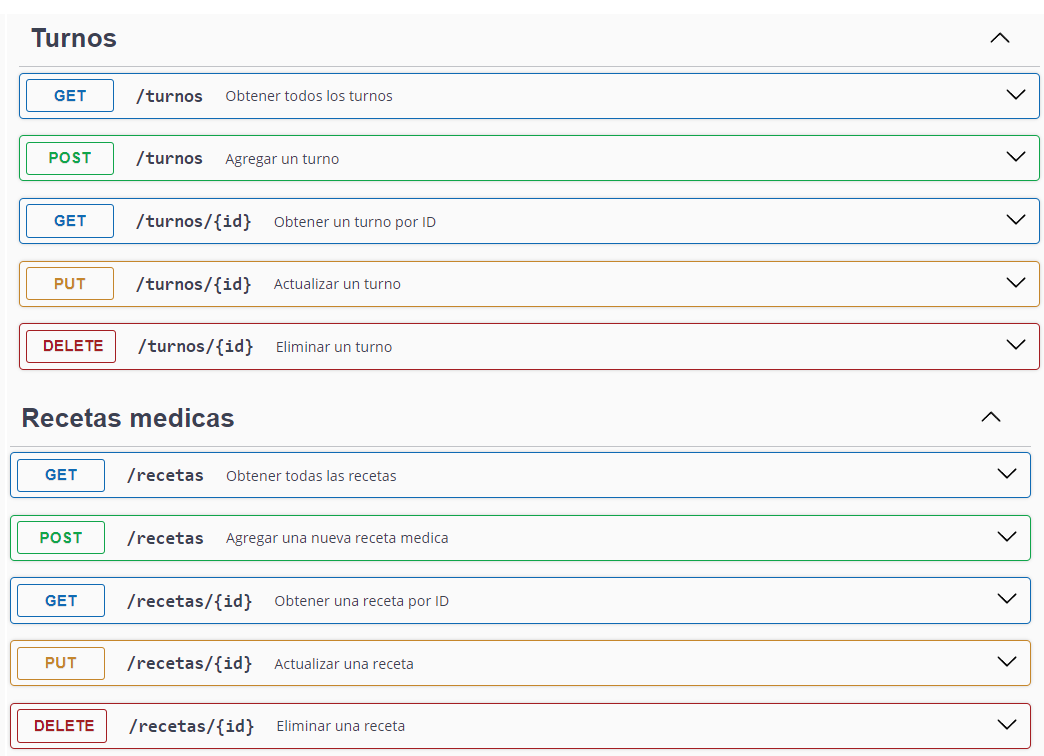 Turnos
GET /turnos Obtener todos los turnos
POST /turnos Agregar un turno
GET /turnos/{id} Obtener un turno por ID
PUT /turnos/{id} Actualizar un turno
DELETE /turnos/{id} Eliminar un turno
Recetas medicas
GET /recetas Obtener todas las recetas
POST /recetas Agregar una nueva receta medica
GET /recetas/{id} Obtener una receta por ID
PUT /recetas/{id} Actualizar una receta
DELETE /recetas/{id} Eliminar una receta